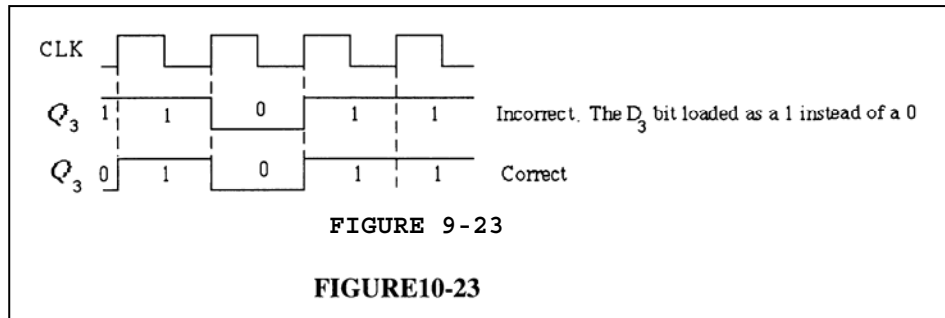 CLK
Q3 1 1 0 1 1 Incorrect. The D3 bit loaded as a 1 instead of a 0
Q3 0 1 0 1 1 Correct
FIGURE 9-23
FIGURE10-23